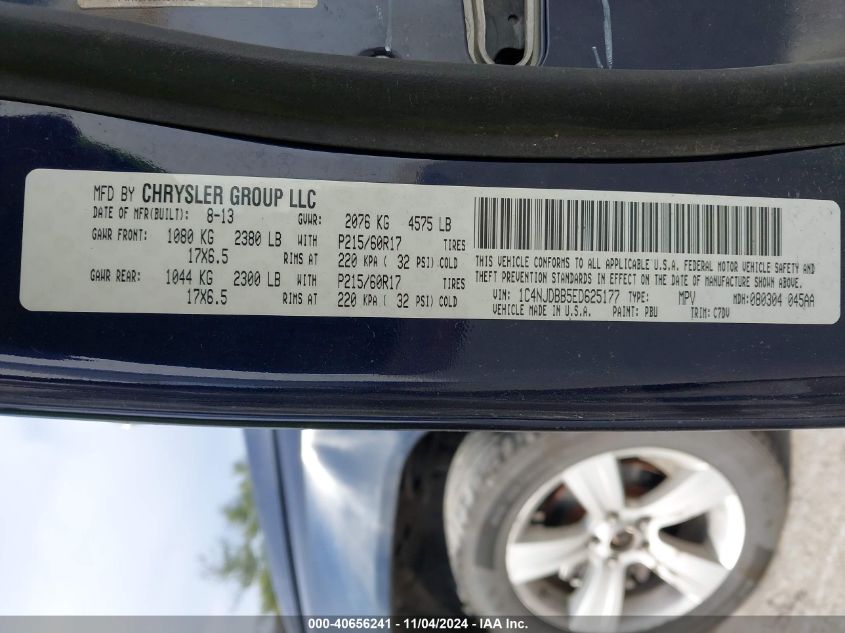 MFD BY CHRYSLER GROUP LLC
DATE OF MFR(BUILT): 8-13 GVWR: 2076 KG 4575 LB
GAWR FRONT: 1080 KG 2380 LB WITH P215/60R17 TIRES
17X6.5 RIMS AT 220 KPA ( 32 PSI) COLD
GAWR REAR: 1044 KG 2300 LB WITH P215/60R17 TIRES
17X6.5 RIMS AT 220 KPA ( 32 PSI) COLD
THIS VEHICLE CONFORMS TO ALL APPLICABLE U.S.A. FEDERAL MOTOR VEHICLE SAFETY AND
THEFT PREVENTION STANDARDS IN EFFECT ON THE DATE OF MANUFACTURE SHOWN ABOVE.
VIN: 1C4NJDBB5ED625177 TYPE: MPV MDH:080304 045AA
VEHICLE MADE IN U.S.A. PAINT: PBU TRIM: C7DV
000-40656241 - 11/04/2024 - IAA Inc.